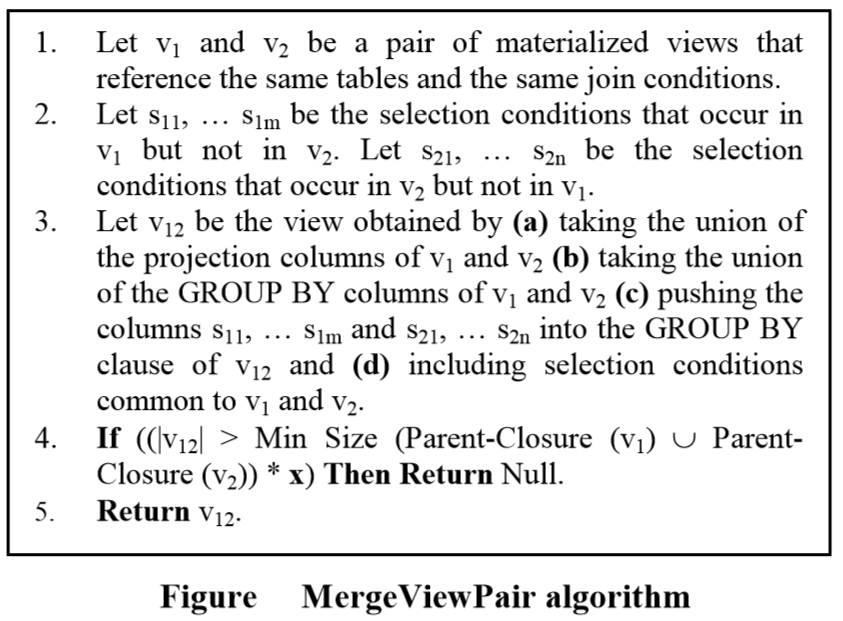 1. Let v₁ and v₂ be a pair of materialized views that
reference the same tables and the same join conditions.
2. Let s₁₁, … s₁ₘ be the selection conditions that occur in
v₁ but not in v₂. Let s₂₁, … s₂ₙ be the selection
conditions that occur in v₂ but not in v₁.
3. Let v₁₂ be the view obtained by (a) taking the union of
the projection columns of v₁ and v₂ (b) taking the union
of the GROUP BY columns of v₁ and v₂ (c) pushing the
columns s₁₁, … s₁ₘ and s₂₁, … s₂ₙ into the GROUP BY
clause of v₁₂ and (d) including selection conditions
common to v₁ and v₂.
4. If ((|v₁₂| > Min Size (Parent-Closure (v₁) ∪ Parent-
Closure (v₂)) * x) Then Return Null.
5. Return v₁₂.
Figure MergeViewPair algorithm